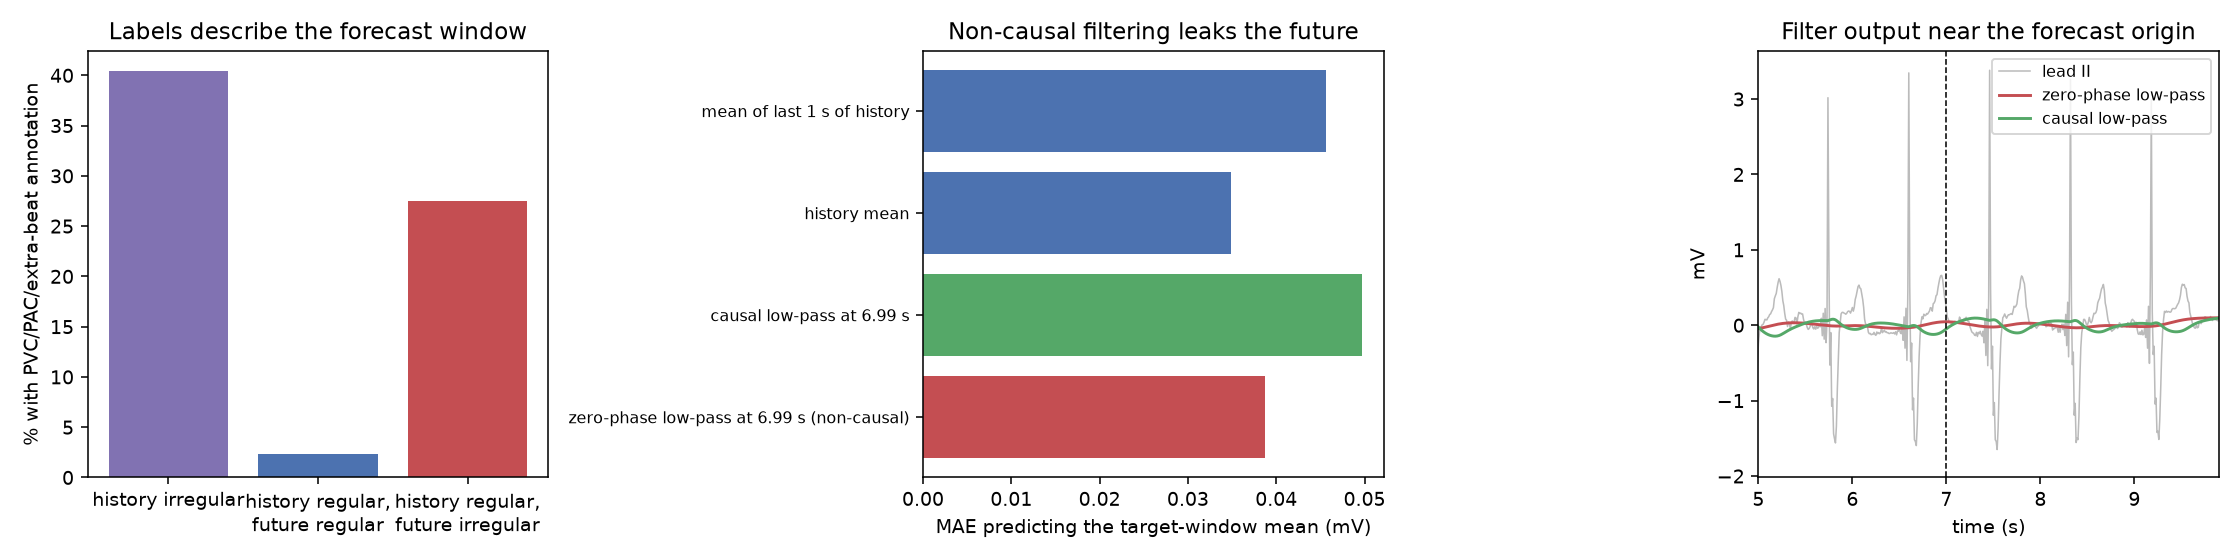 Labels describe the forecast window
% with PVC/PAC/extra-beat annotation
40
35
30
25
20
15
10
5
0
history irregular
history regular,
future regular
history regular,
future irregular
Non-causal filtering leaks the future
mean of last 1 s of history
history mean
causal low-pass at 6.99 s
zero-phase low-pass at 6.99 s (non-causal)
0.00 0.01 0.02 0.03 0.04 0.05
MAE predicting the target-window mean (mV)
Filter output near the forecast origin
lead II
zero-phase low-pass
causal low-pass
mV
3
2
1
0
−1
−2
5 6 7 8 9
time (s)